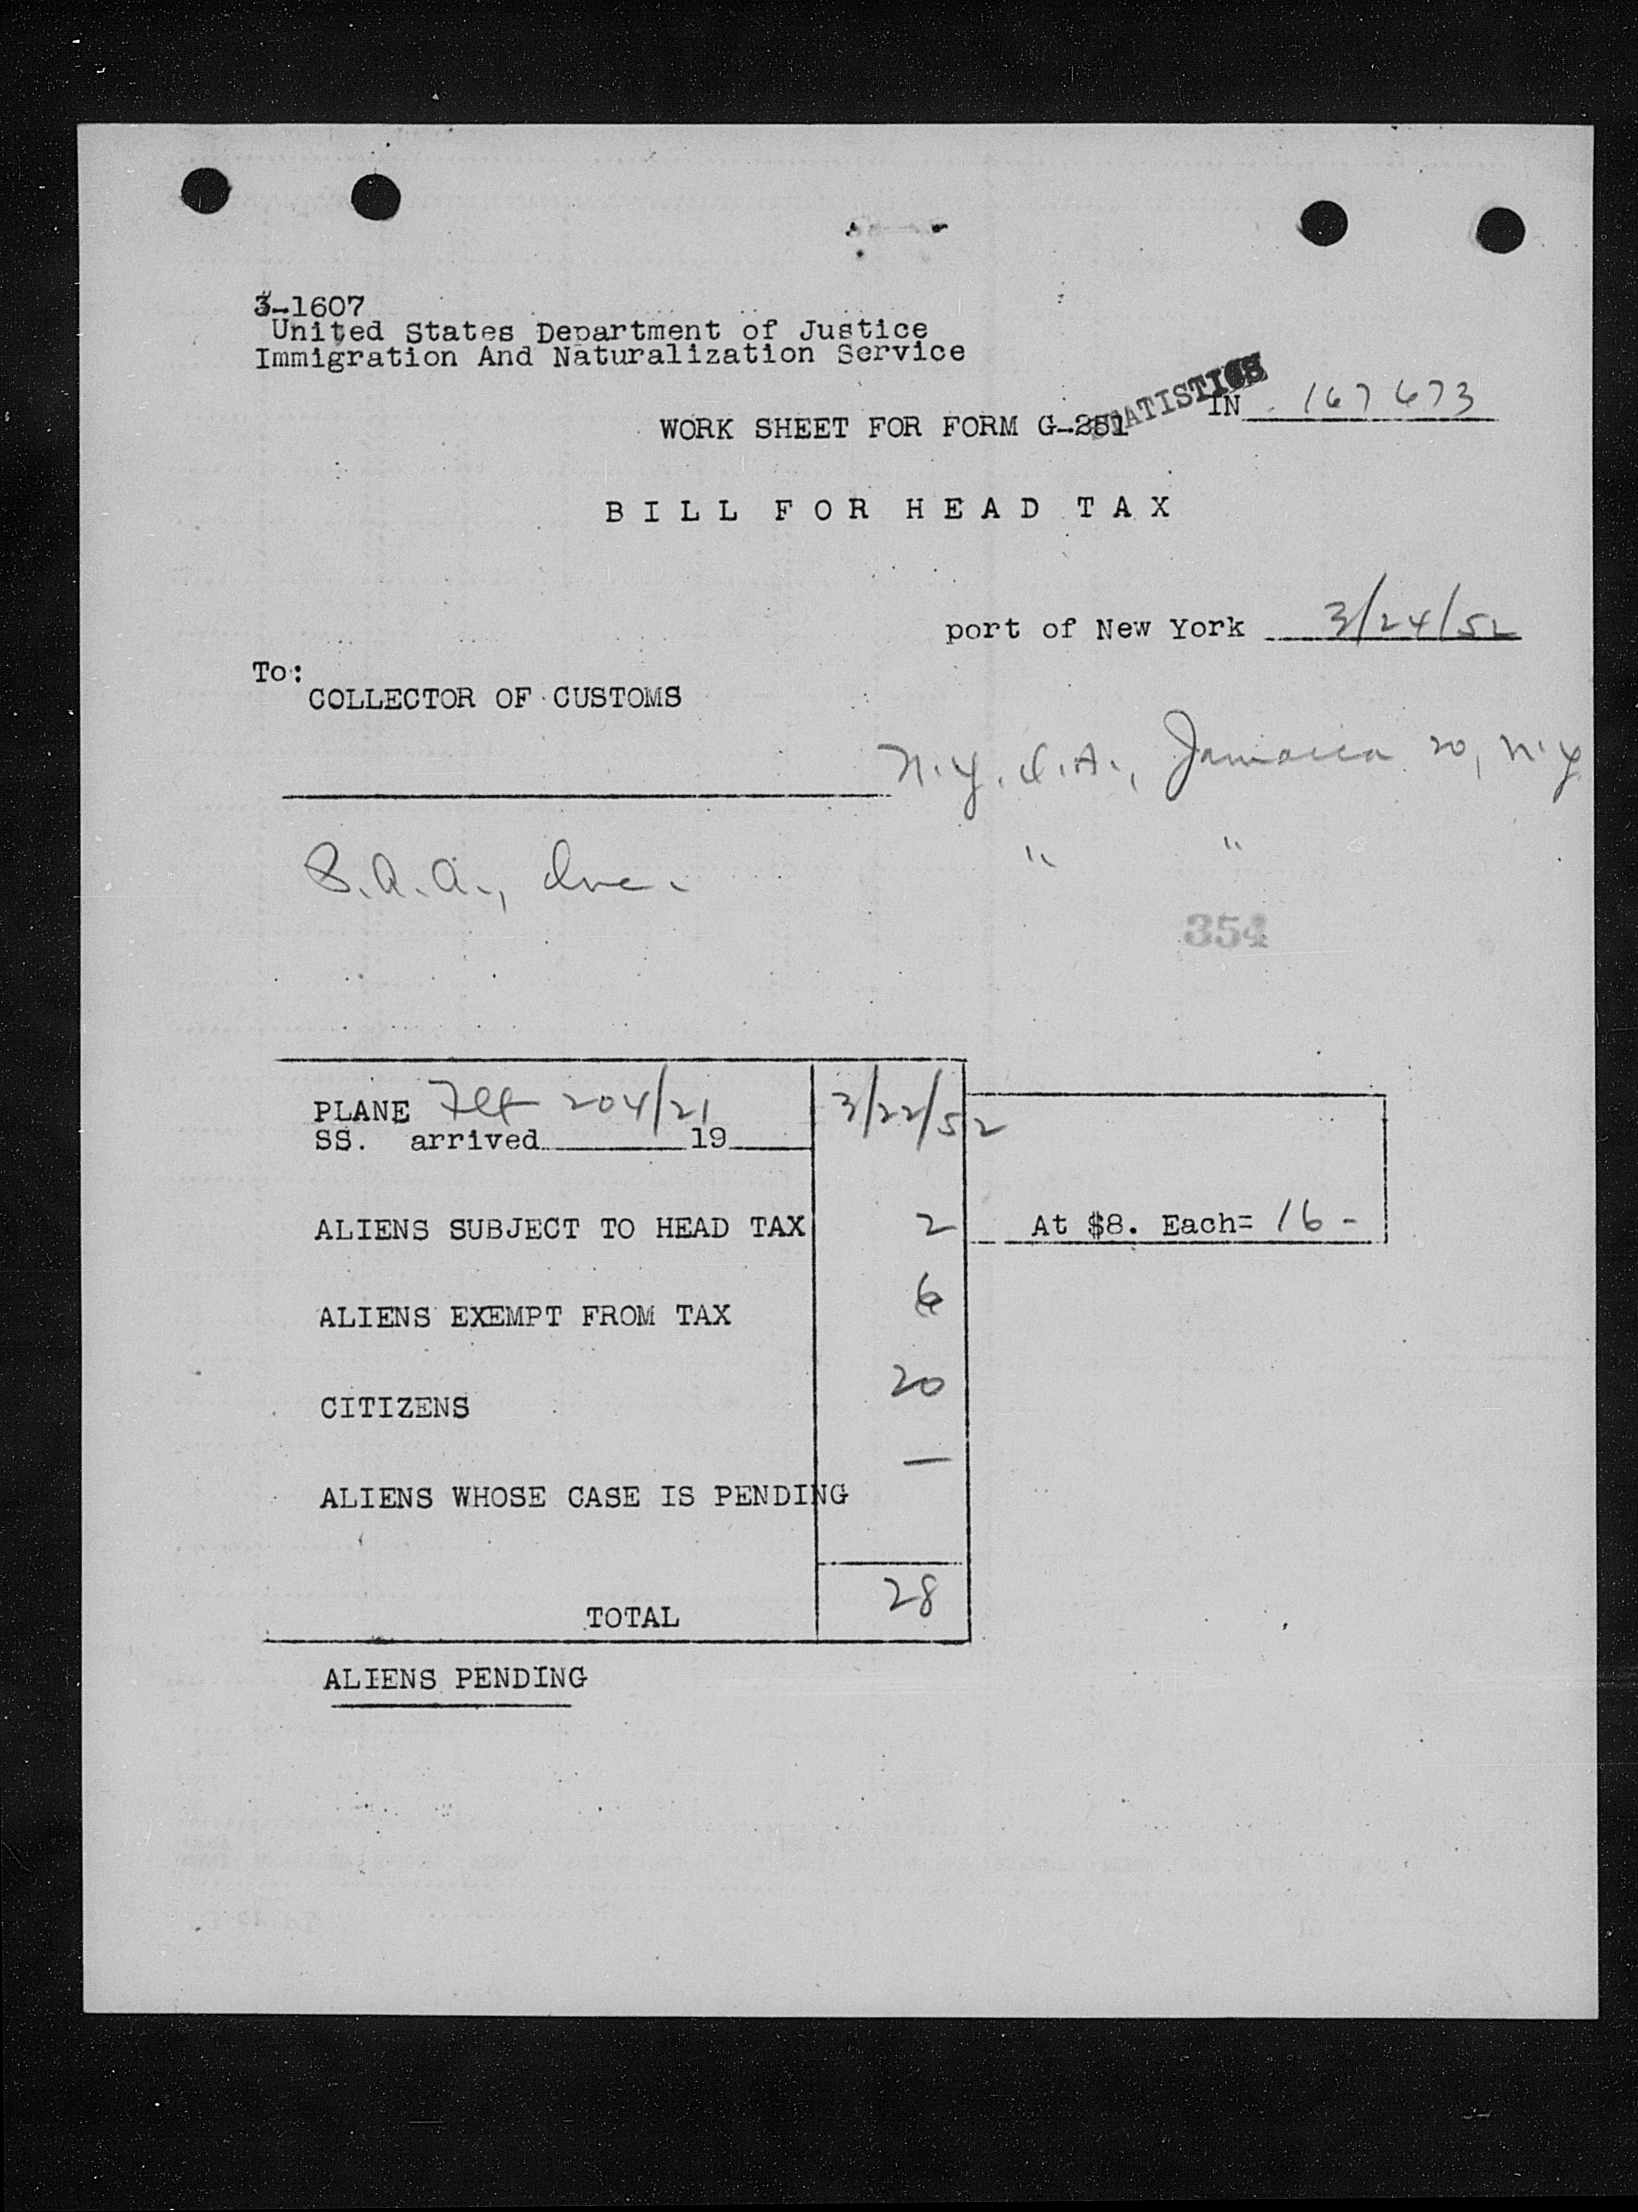 3-1607
United States Department of Justice
Immigration And Naturalization Service
STATISTICS
IN 167673
WORK SHEET FOR FORM G-251
BILL FOR HEAD TAX
port of New York 3/24/52
To:
COLLECTOR OF CUSTOMS
N.Y. I.A., Jamaica 20, N.Y.
, Inc. " "
354
PLANE Flt 204/21 3/22/52
SS. arrived 19
ALIENS SUBJECT TO HEAD TAX 2 At $8. Each= 16-
ALIENS EXEMPT FROM TAX 6
CITIZENS 20
ALIENS WHOSE CASE IS PENDING —
TOTAL 28
ALIENS PENDING